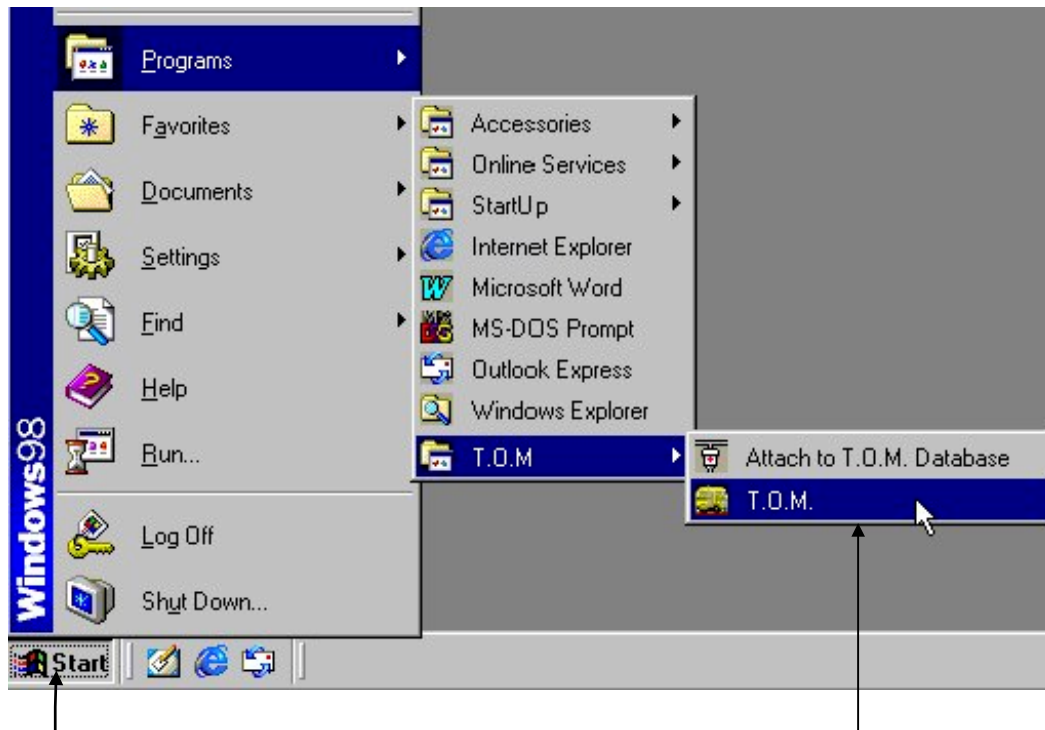 Programs
Favorites
Documents
Settings
Find
Help
Run...
Log Off
Shut Down...
Windows98
Accessories
Online Services
StartUp
Internet Explorer
Microsoft Word
MS-DOS Prompt
Outlook Express
Windows Explorer
T.O.M
Attach to T.O.M. Database
T.O.M.
Start